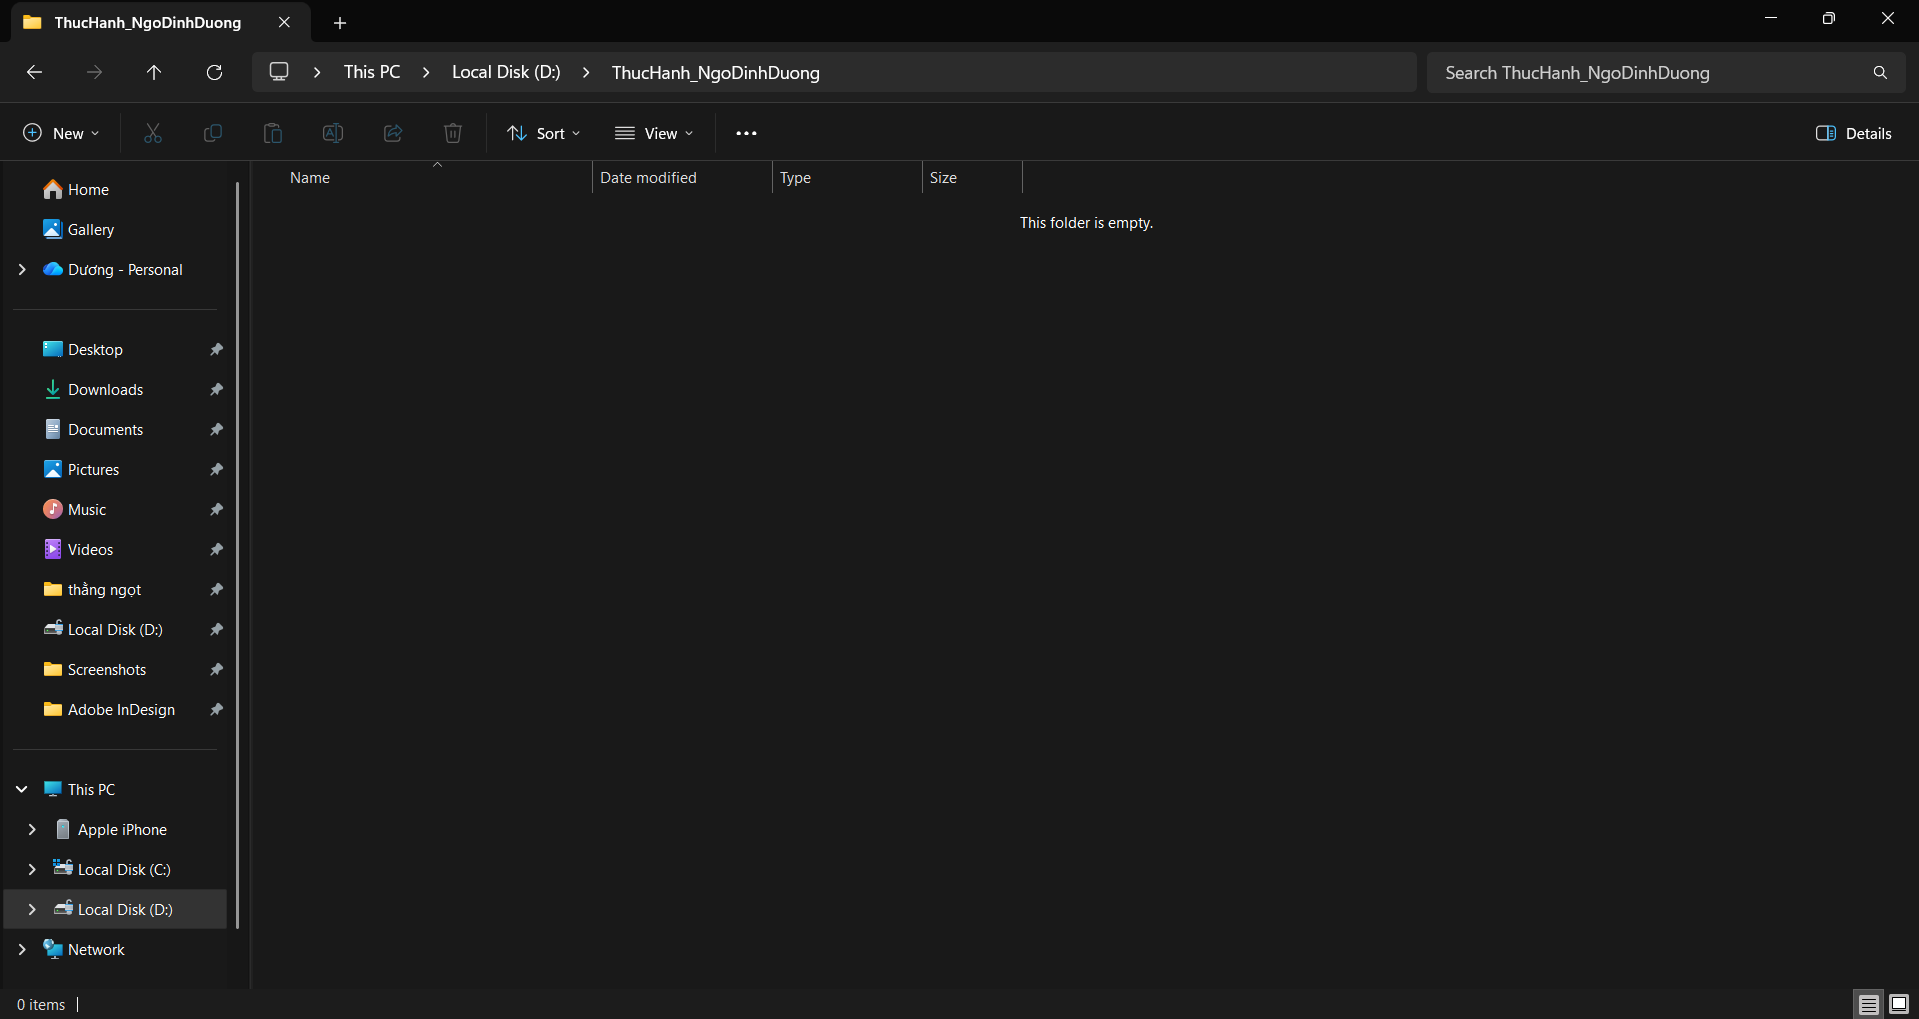 ThucHanh_NgoDinhDuong
This PC > Local Disk (D:) > ThucHanh_NgoDinhDuong
Search ThucHanh_NgoDinhDuong
New
Sort
View
Details
Name
Date modified
Type
Size
This folder is empty.
Home
Gallery
Dương - Personal
Desktop
Downloads
Documents
Pictures
Music
Videos
thằng ngọt
Local Disk (D:)
Screenshots
Adobe InDesign
This PC
Apple iPhone
Local Disk (C:)
Local Disk (D:)
Network
0 items